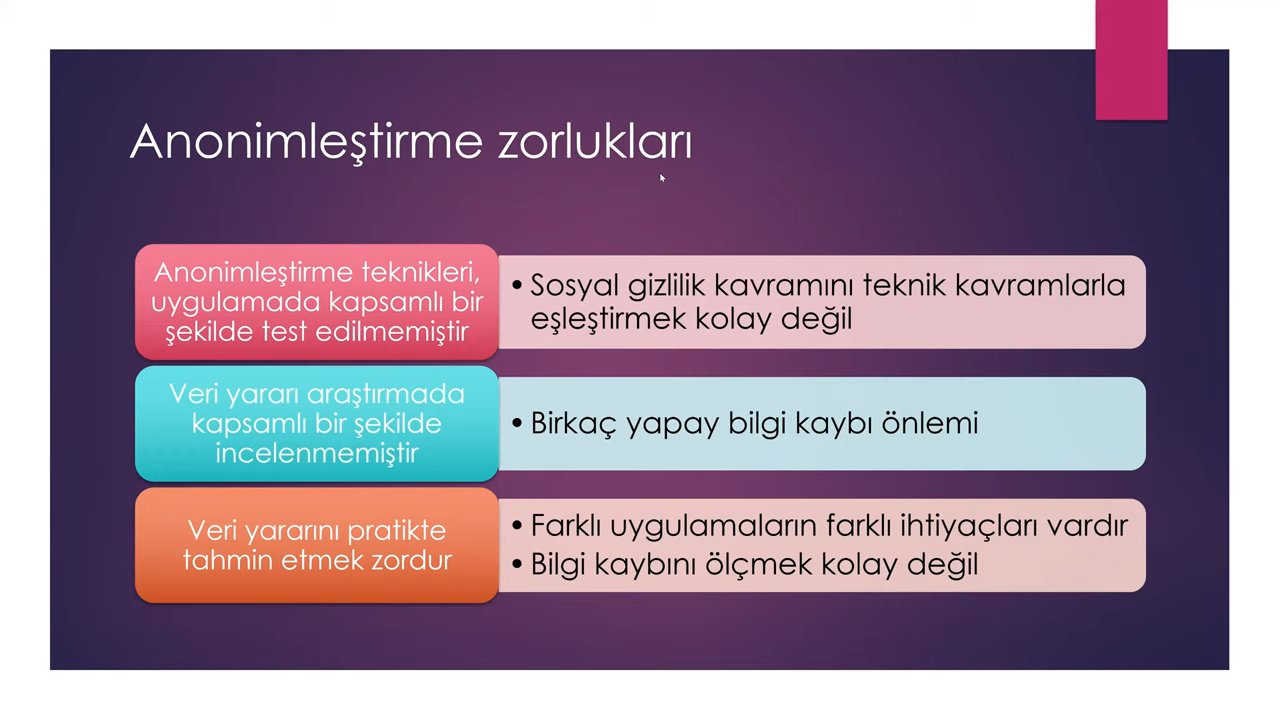 Anonimleştirme zorlukları
Anonimleştirme teknikleri,
uygulamada kapsamlı bir
şekilde test edilmemiştir
• Sosyal gizlilik kavramını teknik kavramlarla
eşleştirmek kolay değil
Veri yararı araştırmada
kapsamlı bir şekilde
incelenmemiştir
• Birkaç yapay bilgi kaybı önlemi
Veri yararını pratikte
tahmin etmek zordur
• Farklı uygulamaların farklı ihtiyaçları vardır
• Bilgi kaybını ölçmek kolay değil